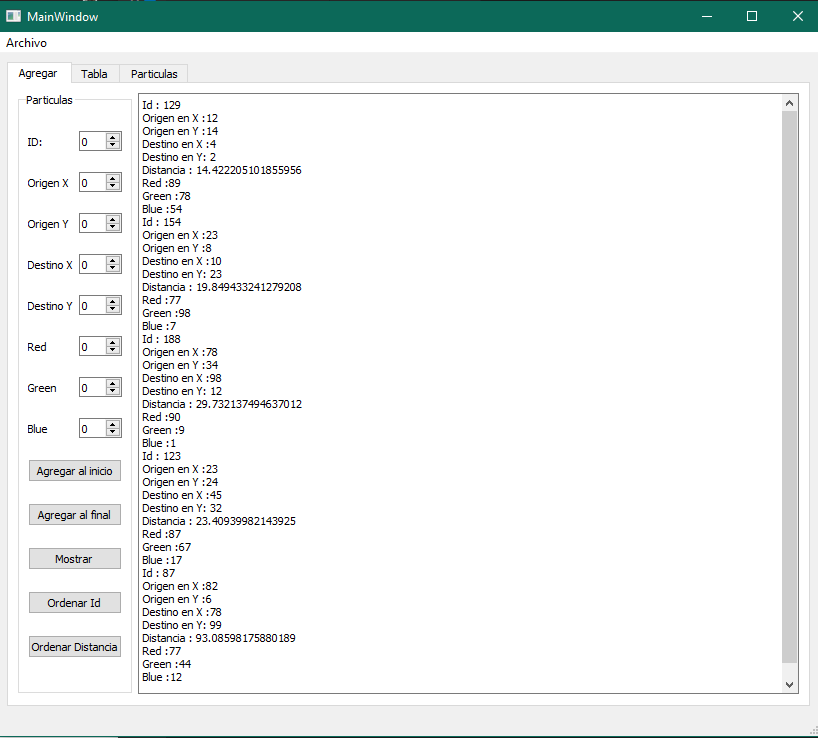 MainWindow
Archivo
Agregar Tabla Particulas
Particulas
ID: 0
Origen X 0
Origen Y 0
Destino X 0
Destino Y 0
Red 0
Green 0
Blue 0
Agregar al inicio
Agregar al final
Mostrar
Ordenar Id
Ordenar Distancia
Id : 129
Origen en X :12
Origen en Y :14
Destino en X :4
Destino en Y: 2
Distancia : 14.422205101855956
Red :89
Green :78
Blue :54
Id : 154
Origen en X :23
Origen en Y :8
Destino en X :10
Destino en Y: 23
Distancia : 19.849433241279208
Red :77
Green :98
Blue :7
Id : 188
Origen en X :78
Origen en Y :34
Destino en X :98
Destino en Y: 12
Distancia : 29.732137494637012
Red :90
Green :9
Blue :1
Id : 123
Origen en X :23
Origen en Y :24
Destino en X :45
Destino en Y: 32
Distancia : 23.40939982143925
Red :87
Green :67
Blue :17
Id : 87
Origen en X :82
Origen en Y :6
Destino en X :78
Destino en Y: 99
Distancia : 93.08598175880189
Red :77
Green :44
Blue :12